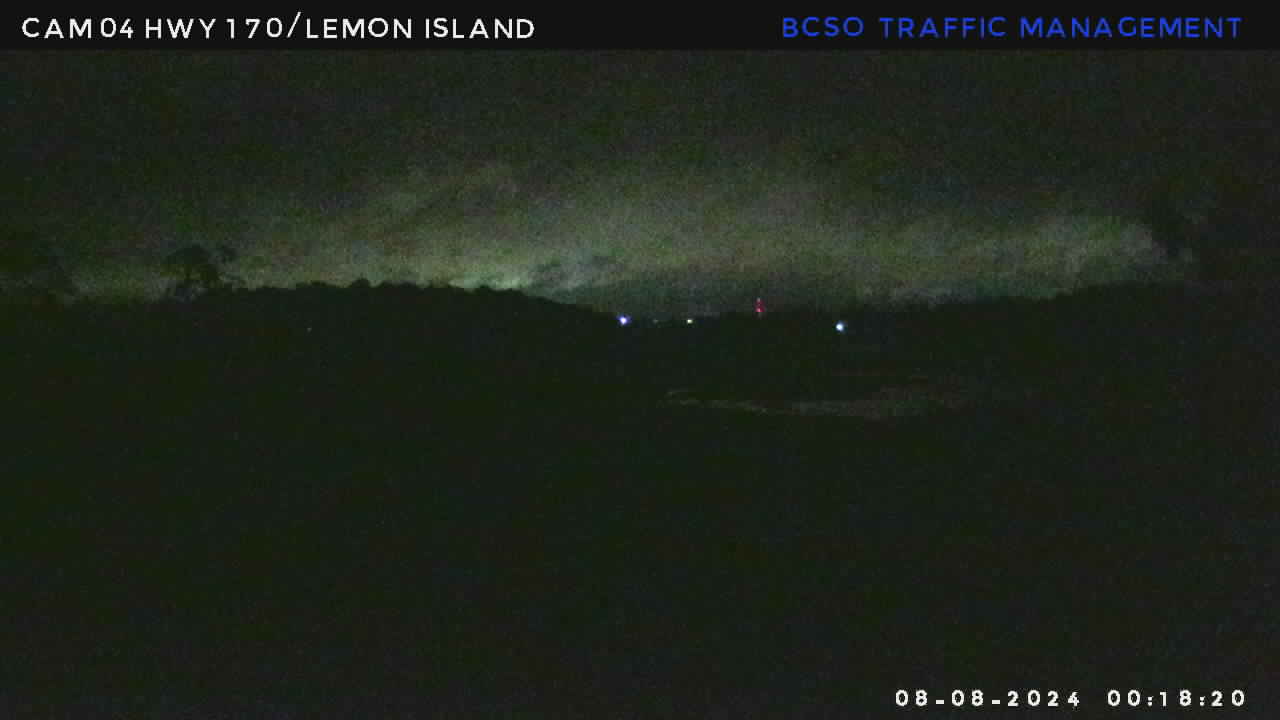 CAM04 HWY 170/LEMON ISLAND
BCSO TRAFFIC MANAGEMENT
08-08-2024 00:18:20